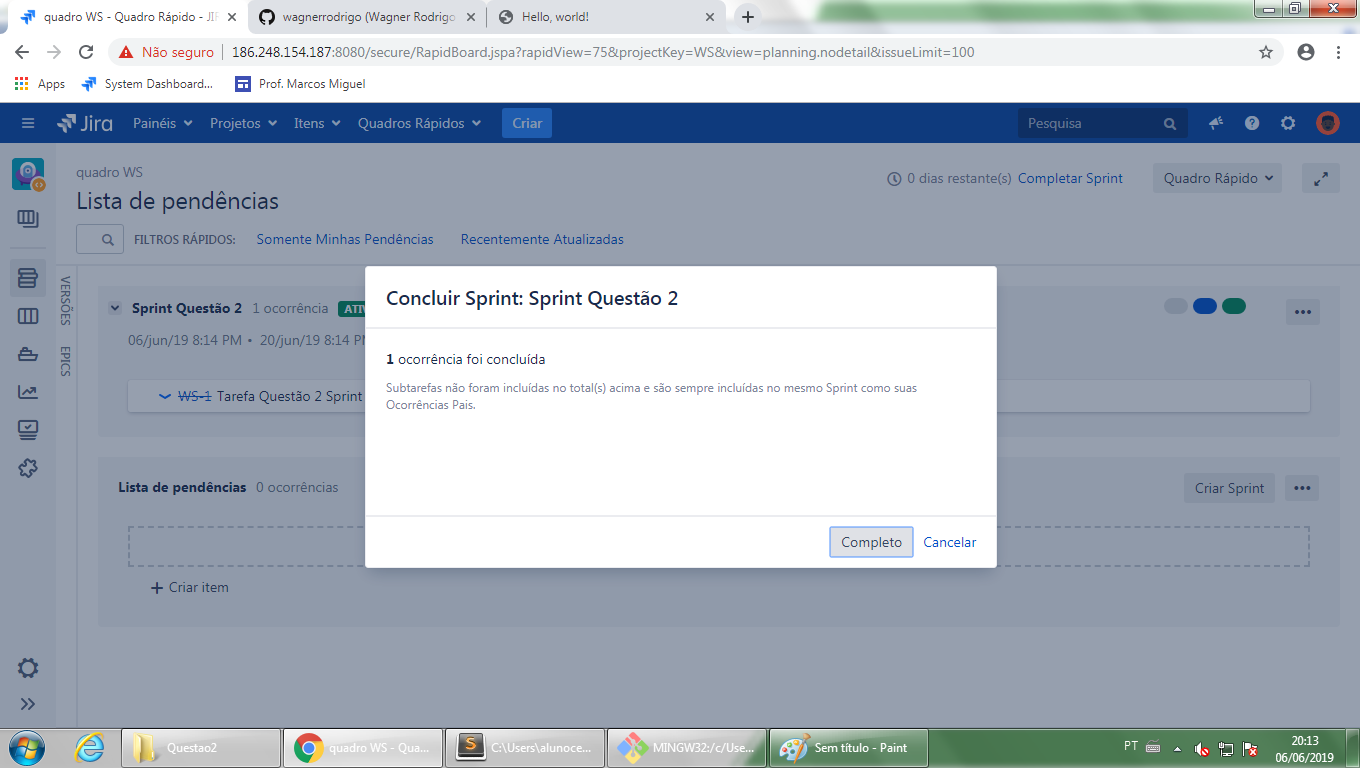 quadro WS - Quadro Rápido - JIR
wagnerrodrigo (Wagner Rodrigo
Hello, world!
Não seguro
186.248.154.187:8080/secure/RapidBoard.jspa?rapidView=75&projectKey=WS&view=planning.nodetail&issueLimit=100
Apps
System Dashboard...
Prof. Marcos Miguel
Jira
Painéis
Projetos
Itens
Quadros Rápidos
Criar
Pesquisa
quadro WS
Lista de pendências
0 dias restante(s)
Completar Sprint
Quadro Rápido
FILTROS RÁPIDOS:
Somente Minhas Pendências
Recentemente Atualizadas
VERSÕES
EPICS
Sprint Questão 2
1 ocorrência
ATIV
06/jun/19 8:14 PM • 20/jun/19 8:14 PM
WS-1 Tarefa Questão 2 Sprint
Concluir Sprint: Sprint Questão 2
1 ocorrência foi concluída
Subtarefas não foram incluídas no total(s) acima e são sempre incluídas no mesmo Sprint como suas
Ocorrências Pais.
Completo
Cancelar
Lista de pendências
0 ocorrências
Criar Sprint
+ Criar item
Questao2
quadro WS - Qua...
C:\Users\alunoce...
MINGW32:/c/Use...
Sem título - Paint
PT
20:13
06/06/2019